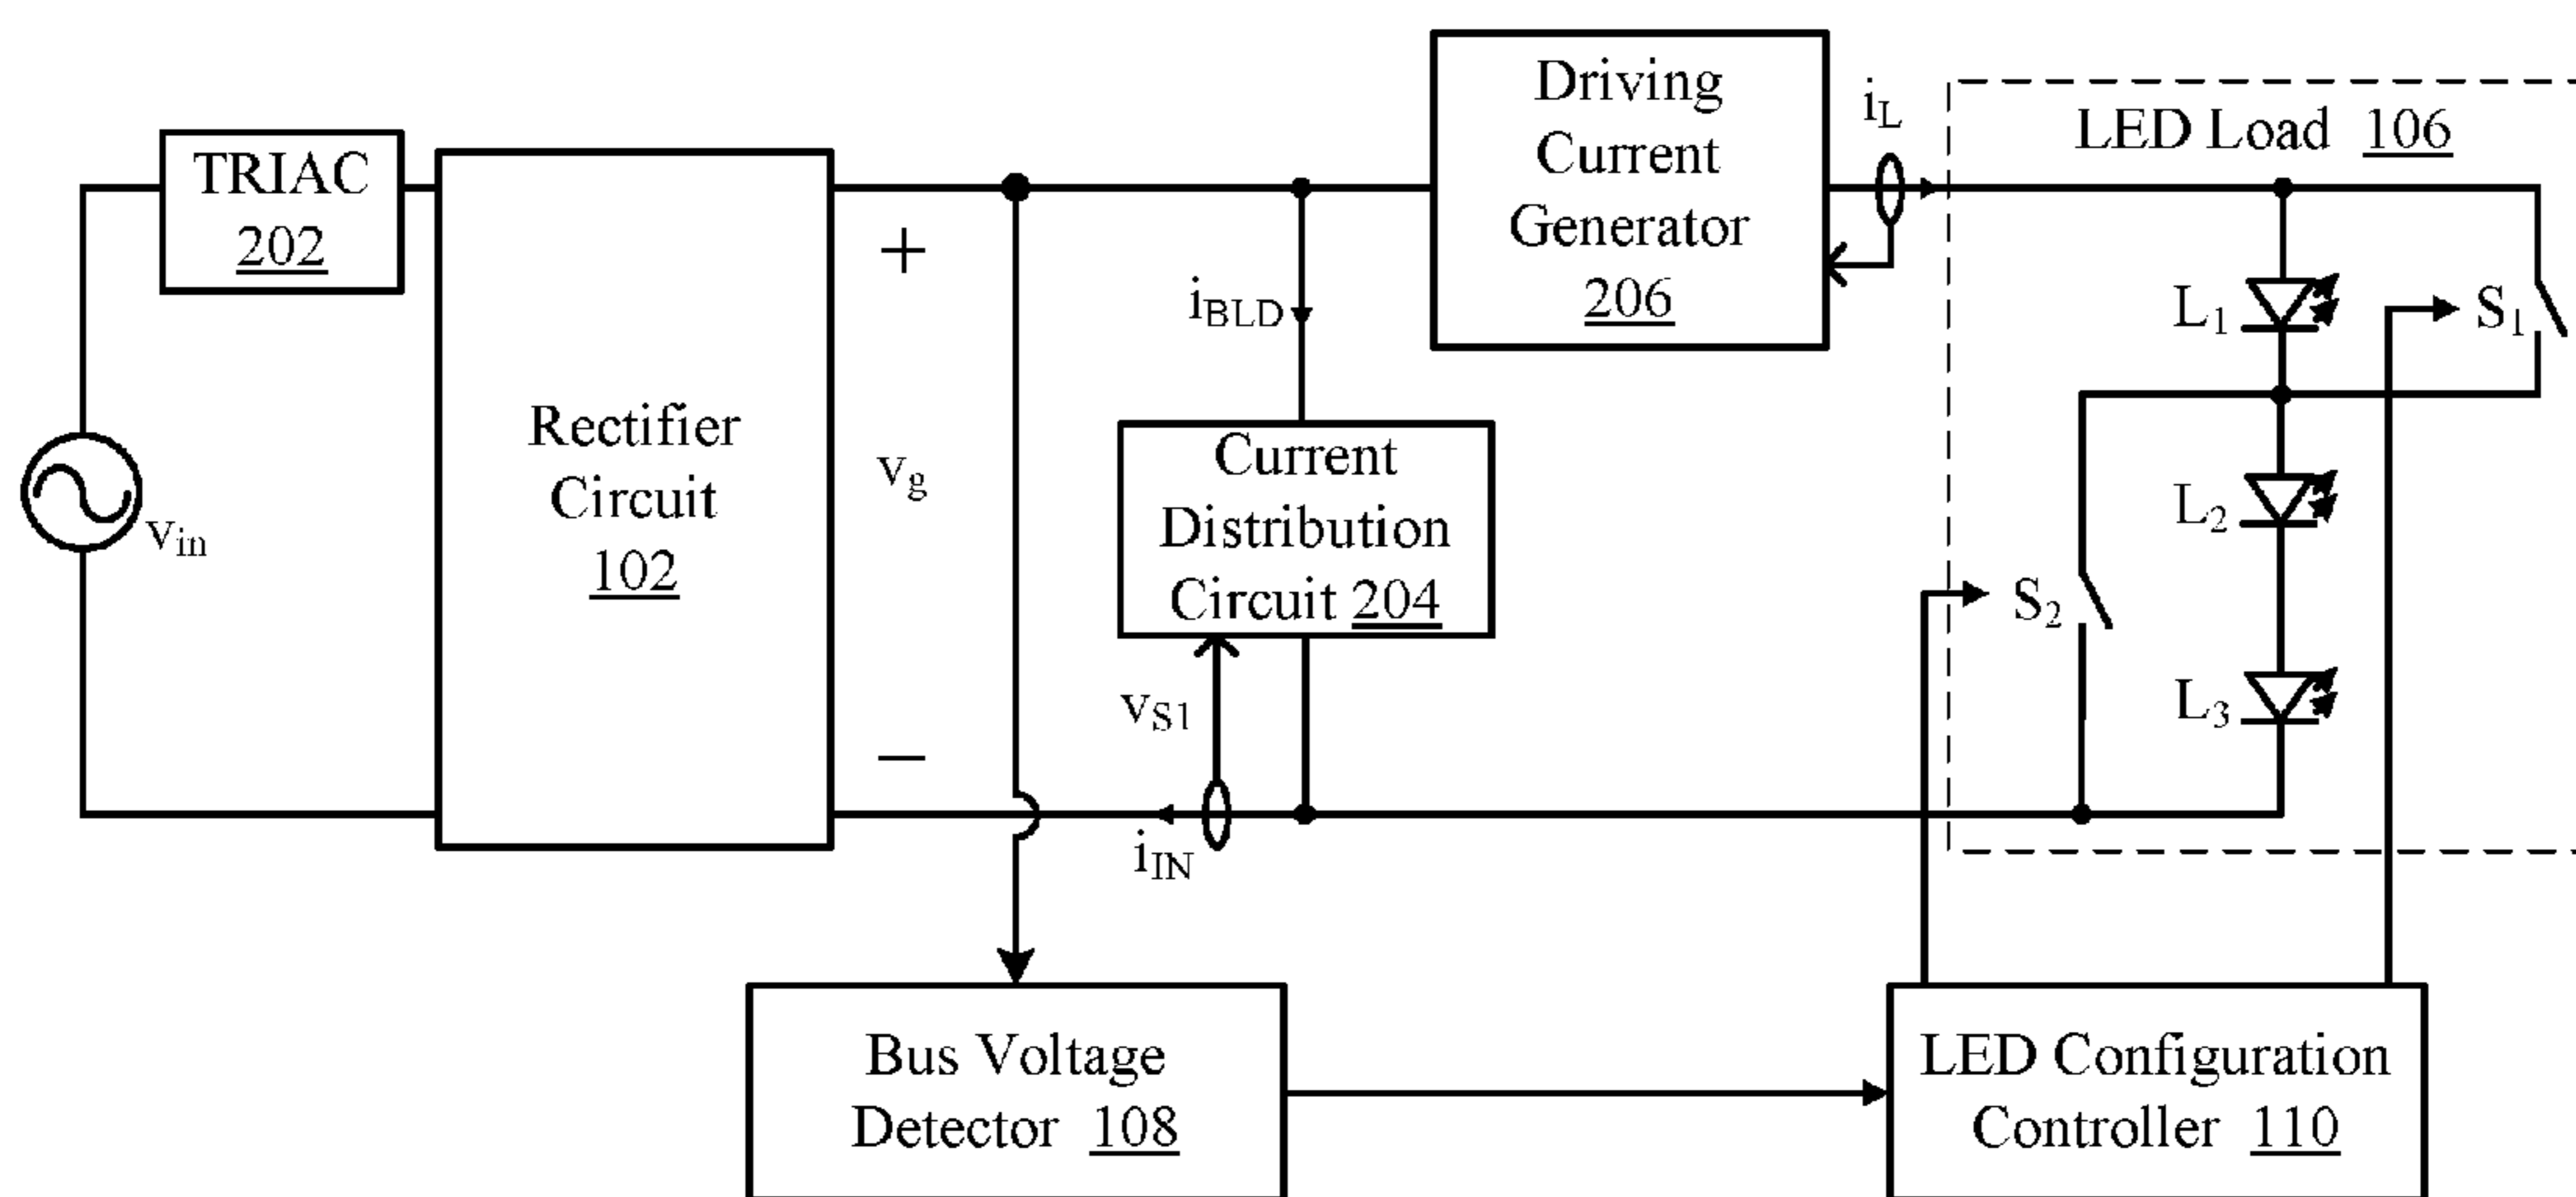 TRIAC
202
Rectifier
Circuit
102
vin
+
vg
−
iBLD
Current
Distribution
Circuit 204
vS1
iIN
Driving
Current
Generator
206
iL
LED Load 106
L1
S1
L2
S2
L3
Bus Voltage
Detector 108
LED Configuration
Controller 110